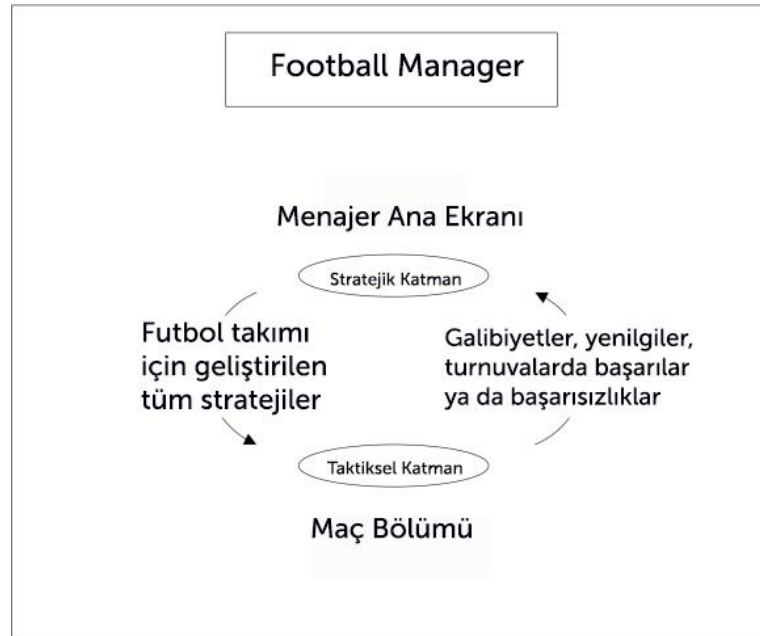 Football Manager
Menajer Ana Ekranı
Stratejik Katman
Futbol takımı
için geliştirilen
tüm stratejiler
Galibiyetler, yenilgiler,
turnuvalarda başarılar
ya da başarısızlıklar
Taktiksel Katman
Maç Bölümü